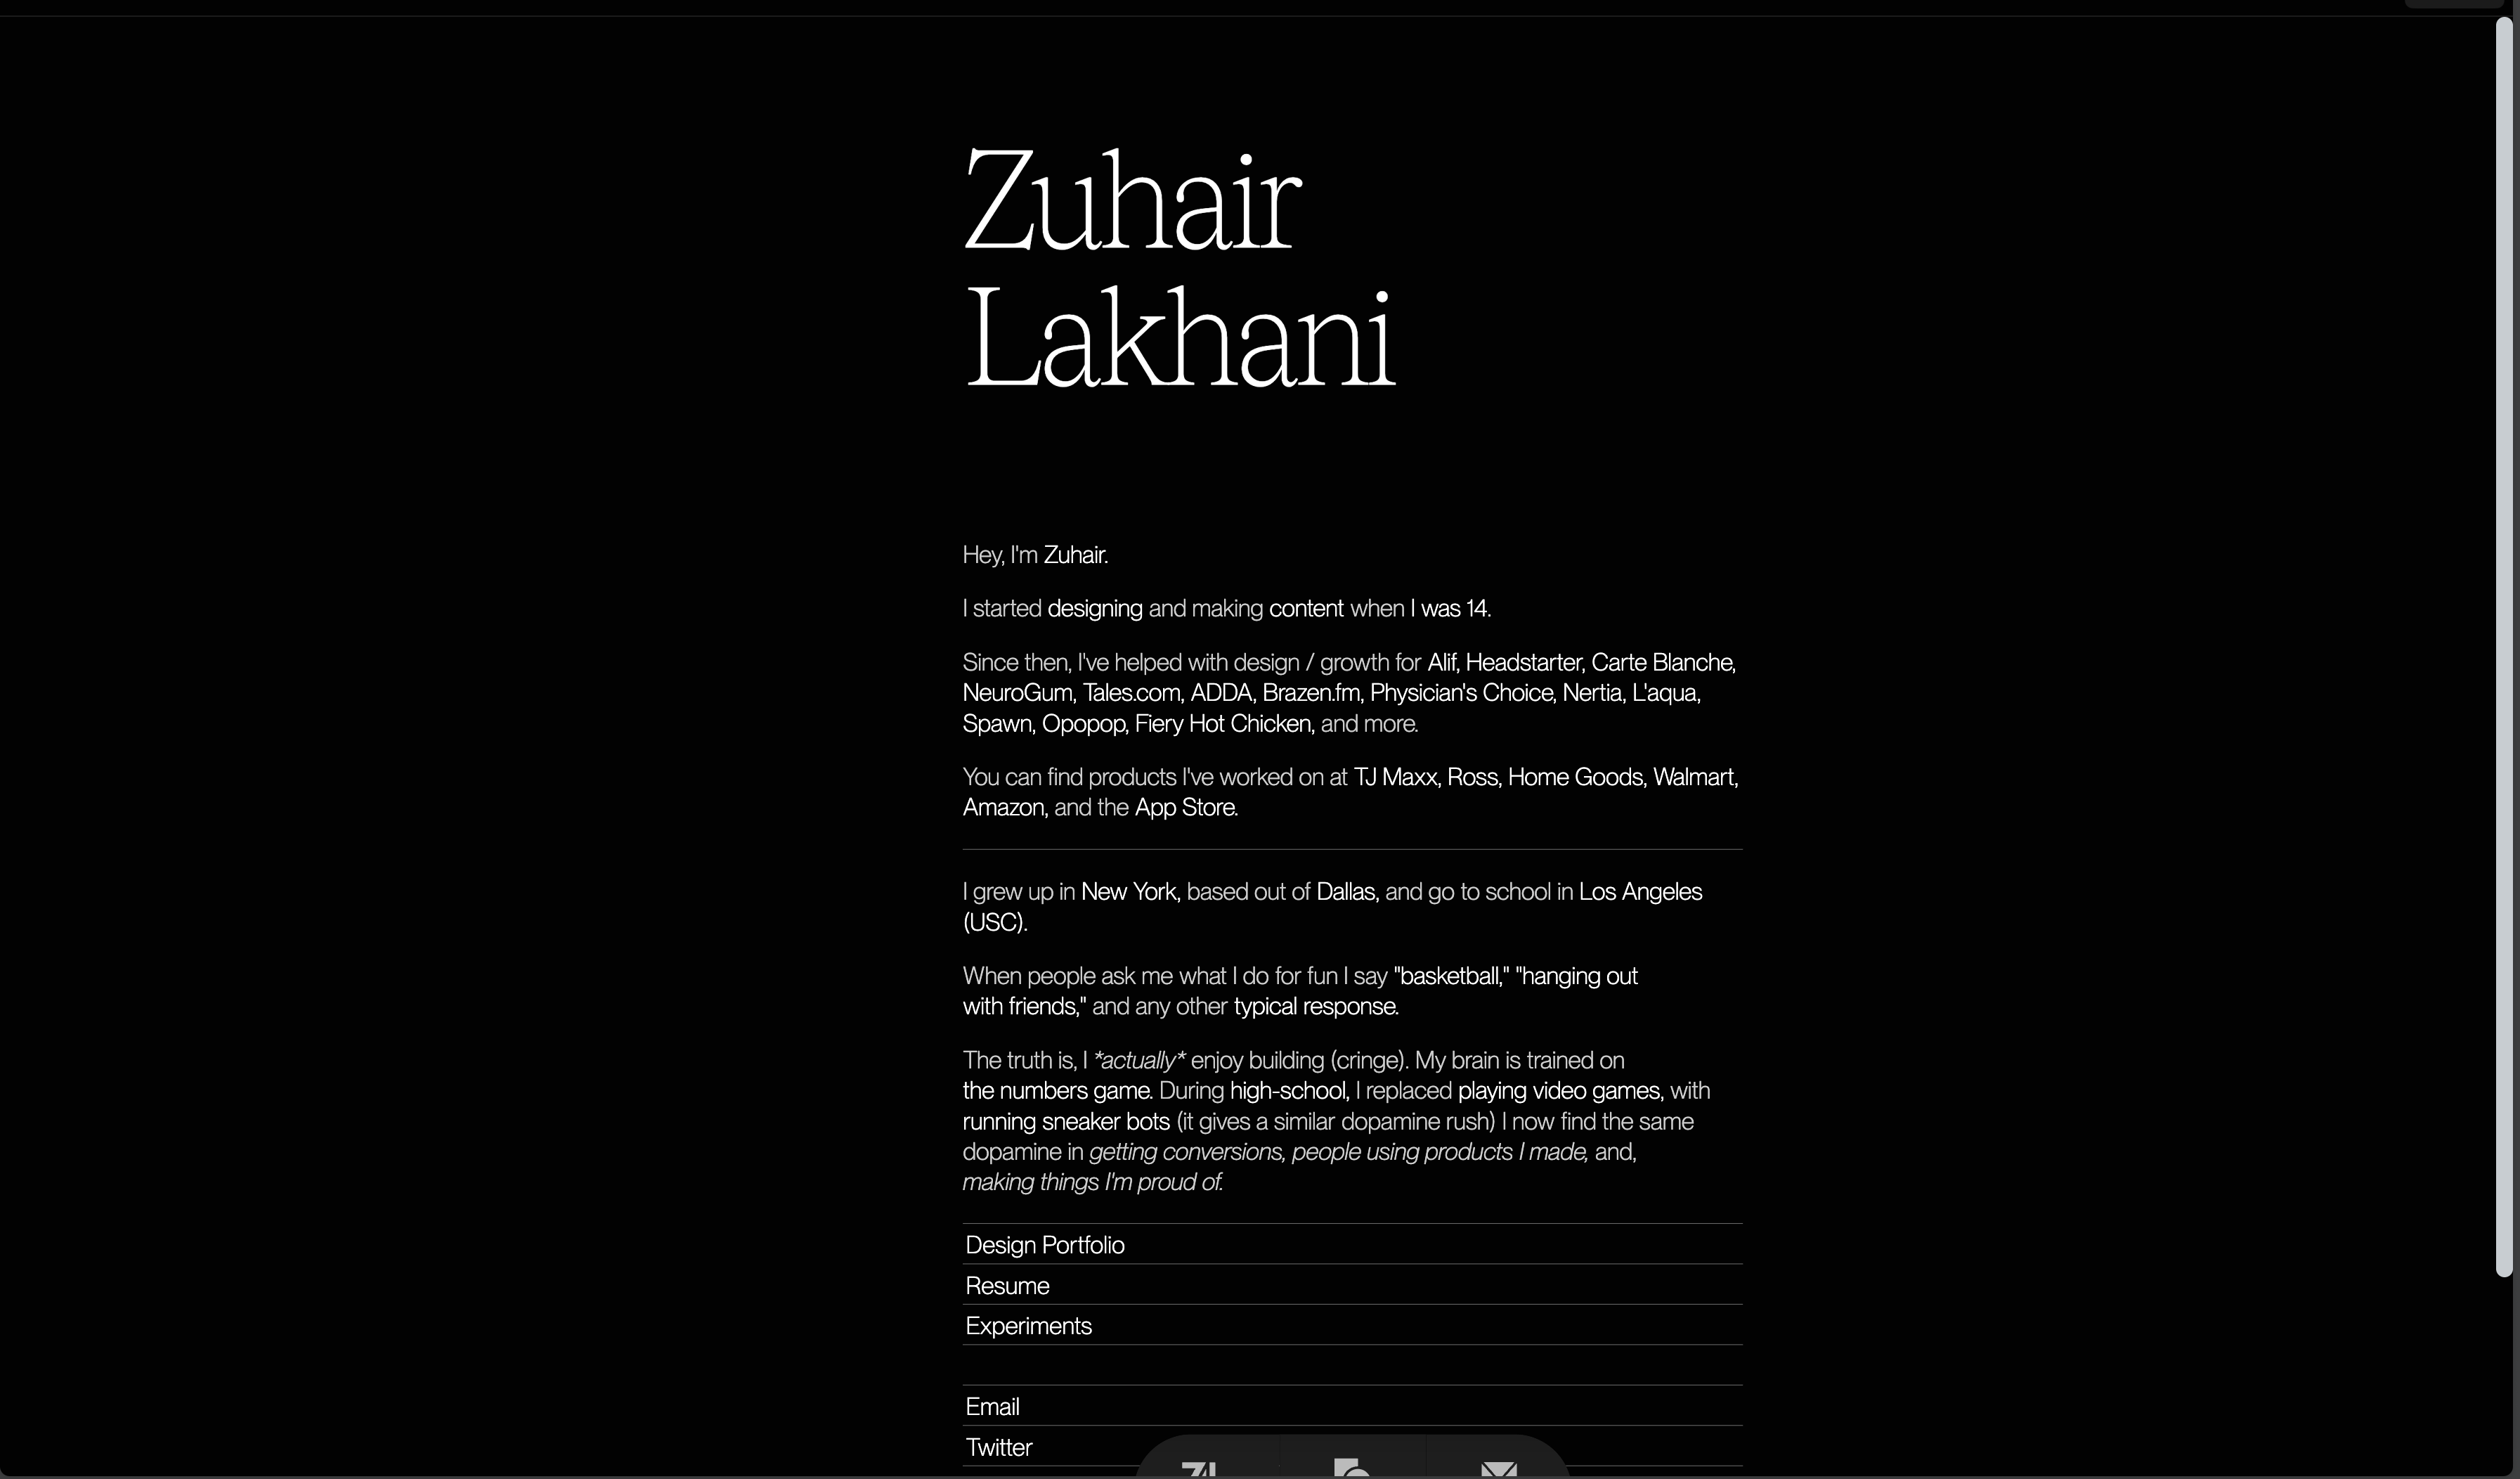 Zuhair
Lakhani
Hey, I'm Zuhair.
I started designing and making content when I was 14.
Since then, I've helped with design / growth for Alif, Headstarter, Carte Blanche,
NeuroGum, Tales.com, ADDA, Brazen.fm, Physician's Choice, Nertia, L'aqua,
Spawn, Opopop, Fiery Hot Chicken, and more.
You can find products I've worked on at TJ Maxx, Ross, Home Goods, Walmart,
Amazon, and the App Store.
I grew up in New York, based out of Dallas, and go to school in Los Angeles
(USC).
When people ask me what I do for fun I say "basketball," "hanging out
with friends," and any other typical response.
The truth is, I *actually* enjoy building (cringe). My brain is trained on
the numbers game. During high-school, I replaced playing video games, with
running sneaker bots (it gives a similar dopamine rush) I now find the same
dopamine in getting conversions, people using products I made, and,
making things I'm proud of.
Design Portfolio
Resume
Experiments
Email
Twitter